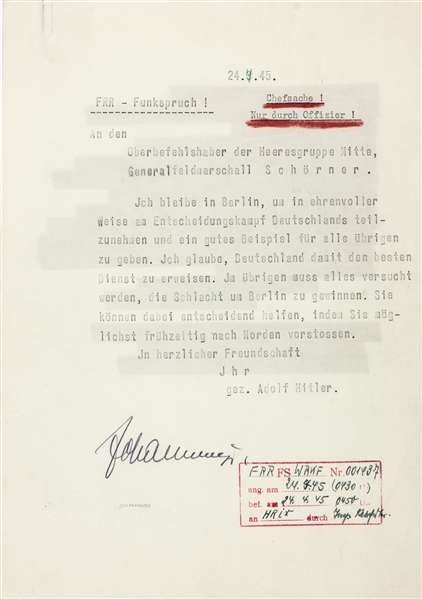 24.4.45.
FRR - Funkspruch !
Chefsache !
Nur durch Offizier !
An den
Oberbefehlshaber der Heeresgruppe Mitte,
Generalfeldmarschall S c h ö r n e r .
Jch bleibe in Berlin, um in ehrenvoller
weise am Entscheidungskampf Deutschlands teil-
zunehmen und ein gutes Beispiel für alle Übrigen
zu geben. Jch glaube, Deutschland damit den besten
Dienst zu erweisen. Jm Übrigen muss alles versucht
werden, die Schlacht um Berlin zu gewinnen. Sie
können dabei entscheidend helfen, indem Sie mög-
lichst frühzeitig nach Norden vorstossen.
Jn herzlicher Freundschaft
J h r
gez. Adolf Hitler.
FRR FS WAKF Nr.
ang. am 24.4.45 (0430
bef. am 24.4.45 0450 U.
an durch